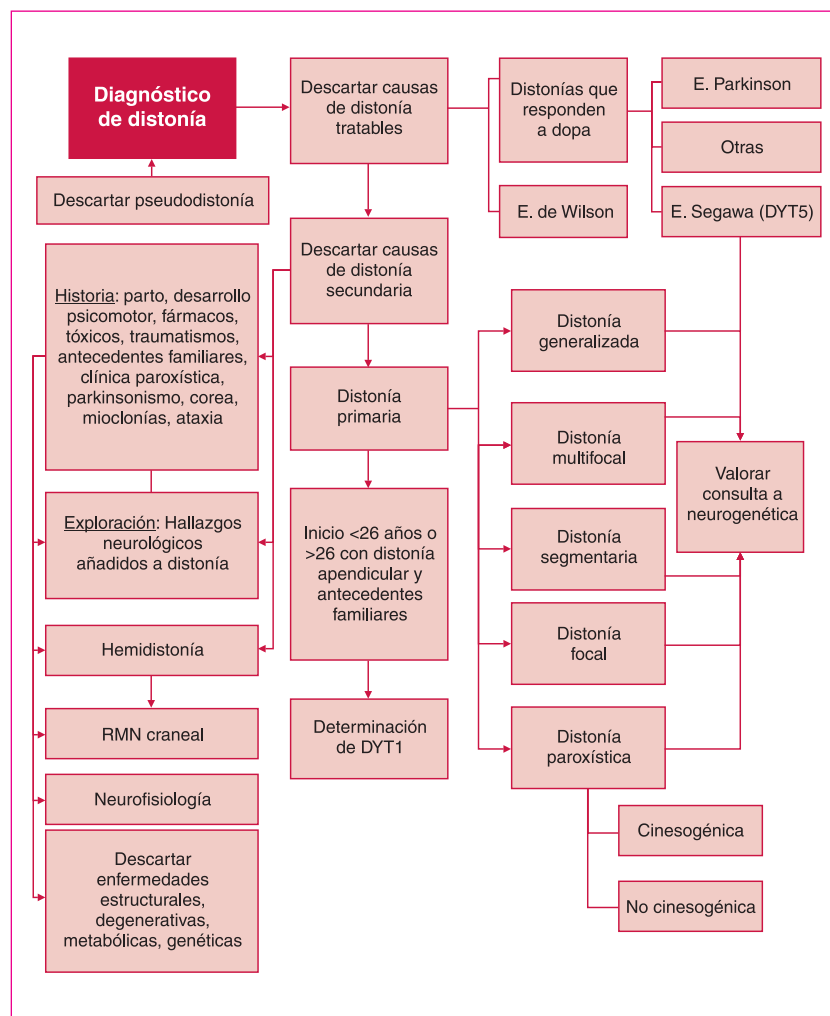 Diagnóstico
de distonía
Descartar pseudodistonía
Descartar causas
de distonía
tratables
Distonías que
responden
a dopa
E. de Wilson
E. Parkinson
Otras
E. Segawa (DYT5)
Descartar causas
de distonía
secundaria
Historia: parto, desarrollo
psicomotor, fármacos,
tóxicos, traumatismos,
antecedentes familiares,
clínica paroxística,
parkinsonismo, corea,
mioclonías, ataxia
Exploración: Hallazgos
neurológicos
añadidos a distonía
Hemidistonía
RMN craneal
Neurofisiología
Descartar
enfermedades
estructurales,
degenerativas,
metabólicas, genéticas
Distonía
primaria
Inicio <26 años o
>26 con distonía
apendicular y
antecedentes
familiares
Determinación
de DYT1
Distonía
generalizada
Distonía
multifocal
Distonía
segmentaria
Distonía
focal
Distonía
paroxística
Cinesogénica
No cinesogénica
Valorar
consulta a
neurogenética